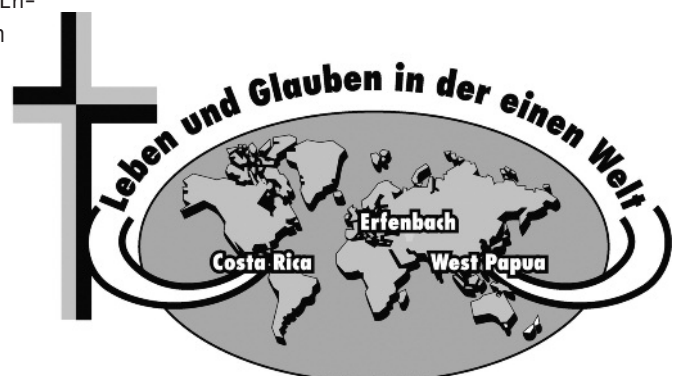 Leben und Glauben in der einen Welt
Erfenbach
Costa Rica
West Papua